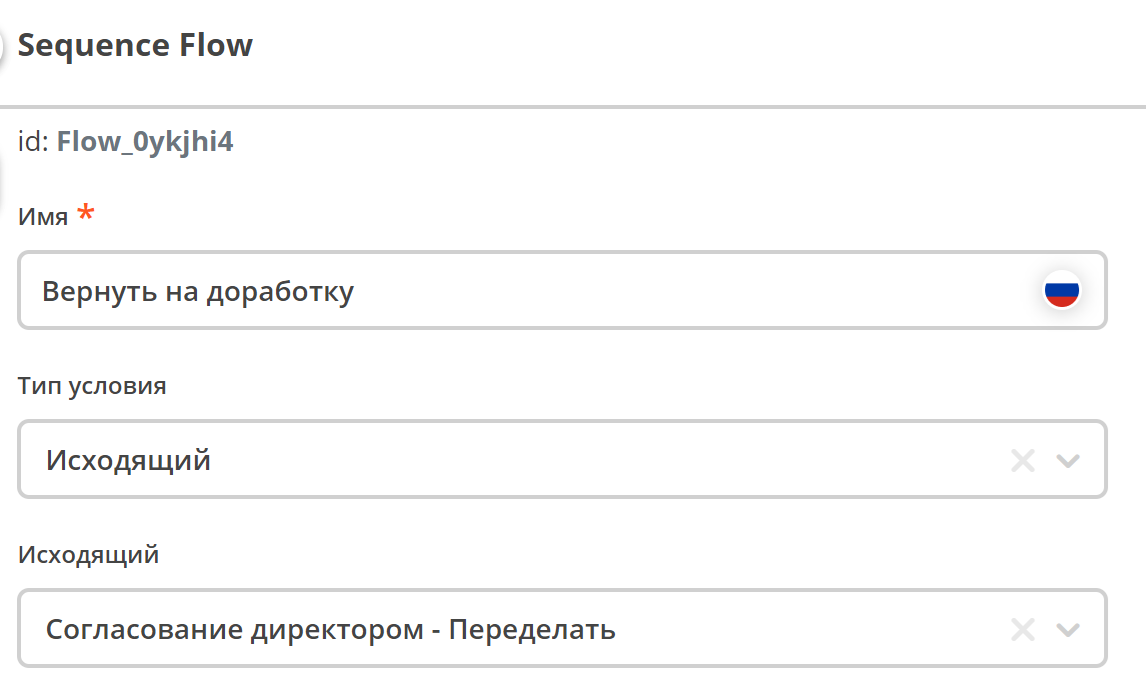 Sequence Flow
id: Flow_0ykjhi4
Имя *
Вернуть на доработку
Тип условия
Исходящий
Исходящий
Согласование директором - Переделать